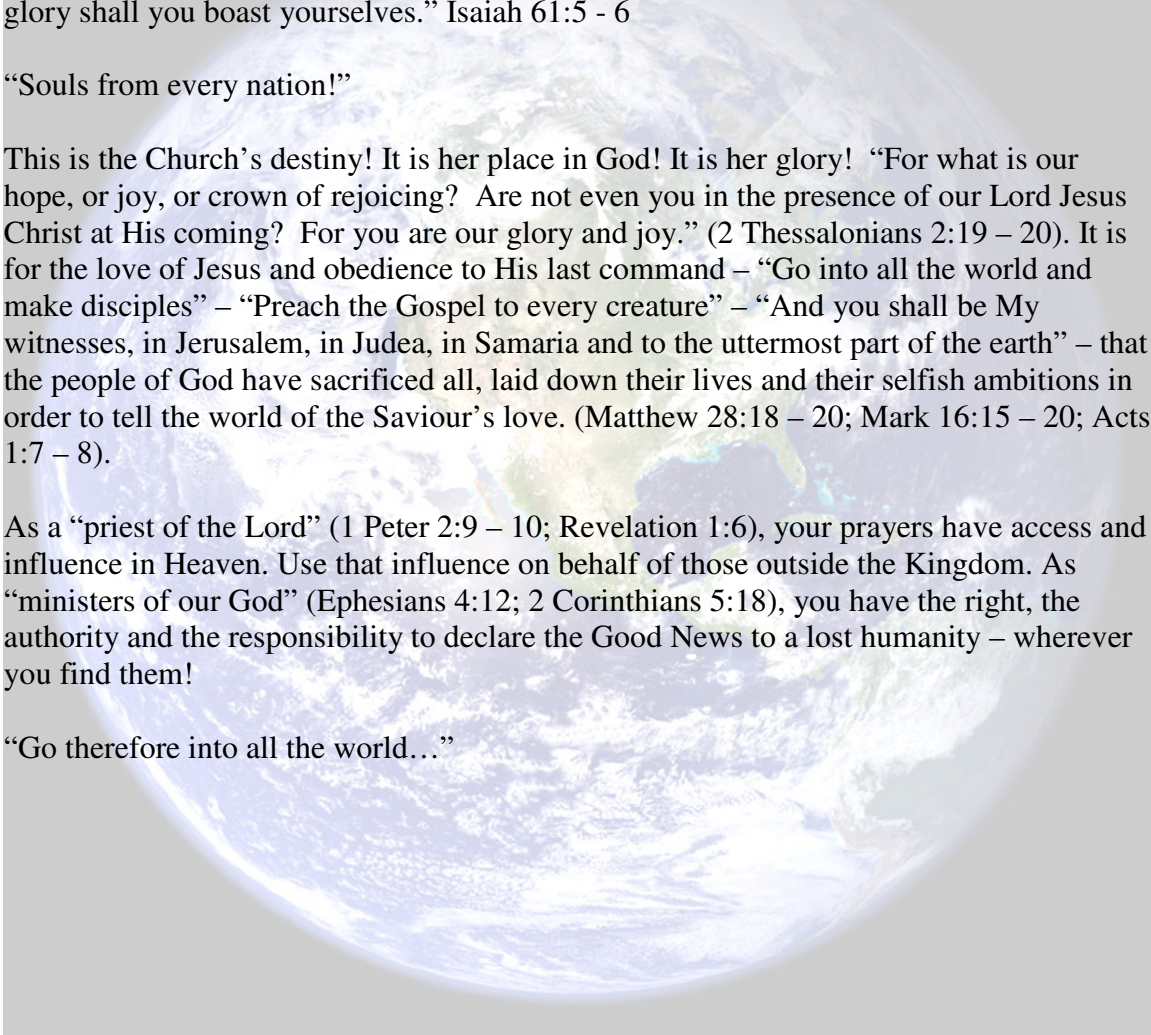 glory shall you boast yourselves.” Isaiah 61:5 - 6
“Souls from every nation!”
This is the Church’s destiny! It is her place in God! It is her glory!  “For what is our
hope, or joy, or crown of rejoicing?  Are not even you in the presence of our Lord Jesus
Christ at His coming?  For you are our glory and joy.” (2 Thessalonians 2:19 – 20). It is
for the love of Jesus and obedience to His last command – “Go into all the world and
make disciples” – “Preach the Gospel to every creature” – “And you shall be My
witnesses, in Jerusalem, in Judea, in Samaria and to the uttermost part of the earth” – that
the people of God have sacrificed all, laid down their lives and their selfish ambitions in
order to tell the world of the Saviour’s love. (Matthew 28:18 – 20; Mark 16:15 – 20; Acts
1:7 – 8).
As a “priest of the Lord” (1 Peter 2:9 – 10; Revelation 1:6), your prayers have access and
influence in Heaven. Use that influence on behalf of those outside the Kingdom. As
“ministers of our God” (Ephesians 4:12; 2 Corinthians 5:18), you have the right, the
authority and the responsibility to declare the Good News to a lost humanity – wherever
you find them!
“Go therefore into all the world…”